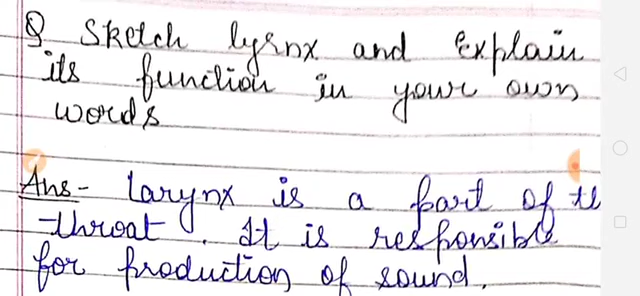 Q Sketch lyrnx and Explain
its function in your own
words
Ans- Larynx is a part of
throat. It is responsible
for production of sound.